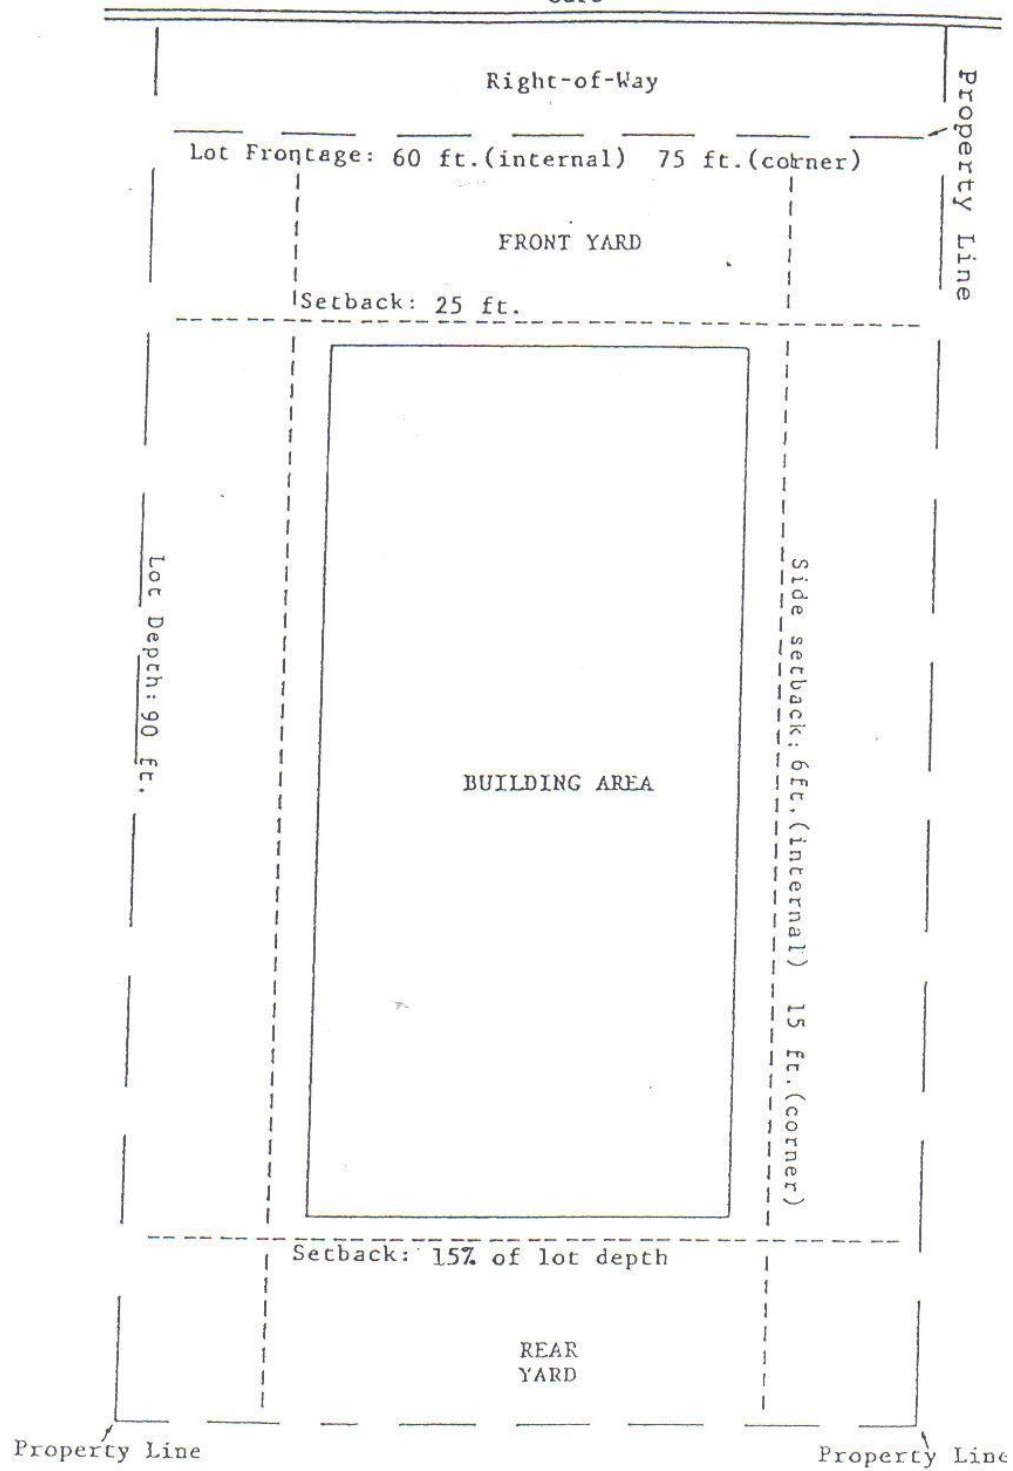 Right-of-Way
Property Line
Lot Frontage: 60 ft.(internal) 75 ft.(corner)
FRONT YARD
Setback: 25 ft.
Lot Depth: 90 ft.
Side setback: 6ft.(internal) 15 ft.(corner)
BUILDING AREA
Setback: 15% of lot depth
REAR
YARD
Property Line
Property Line